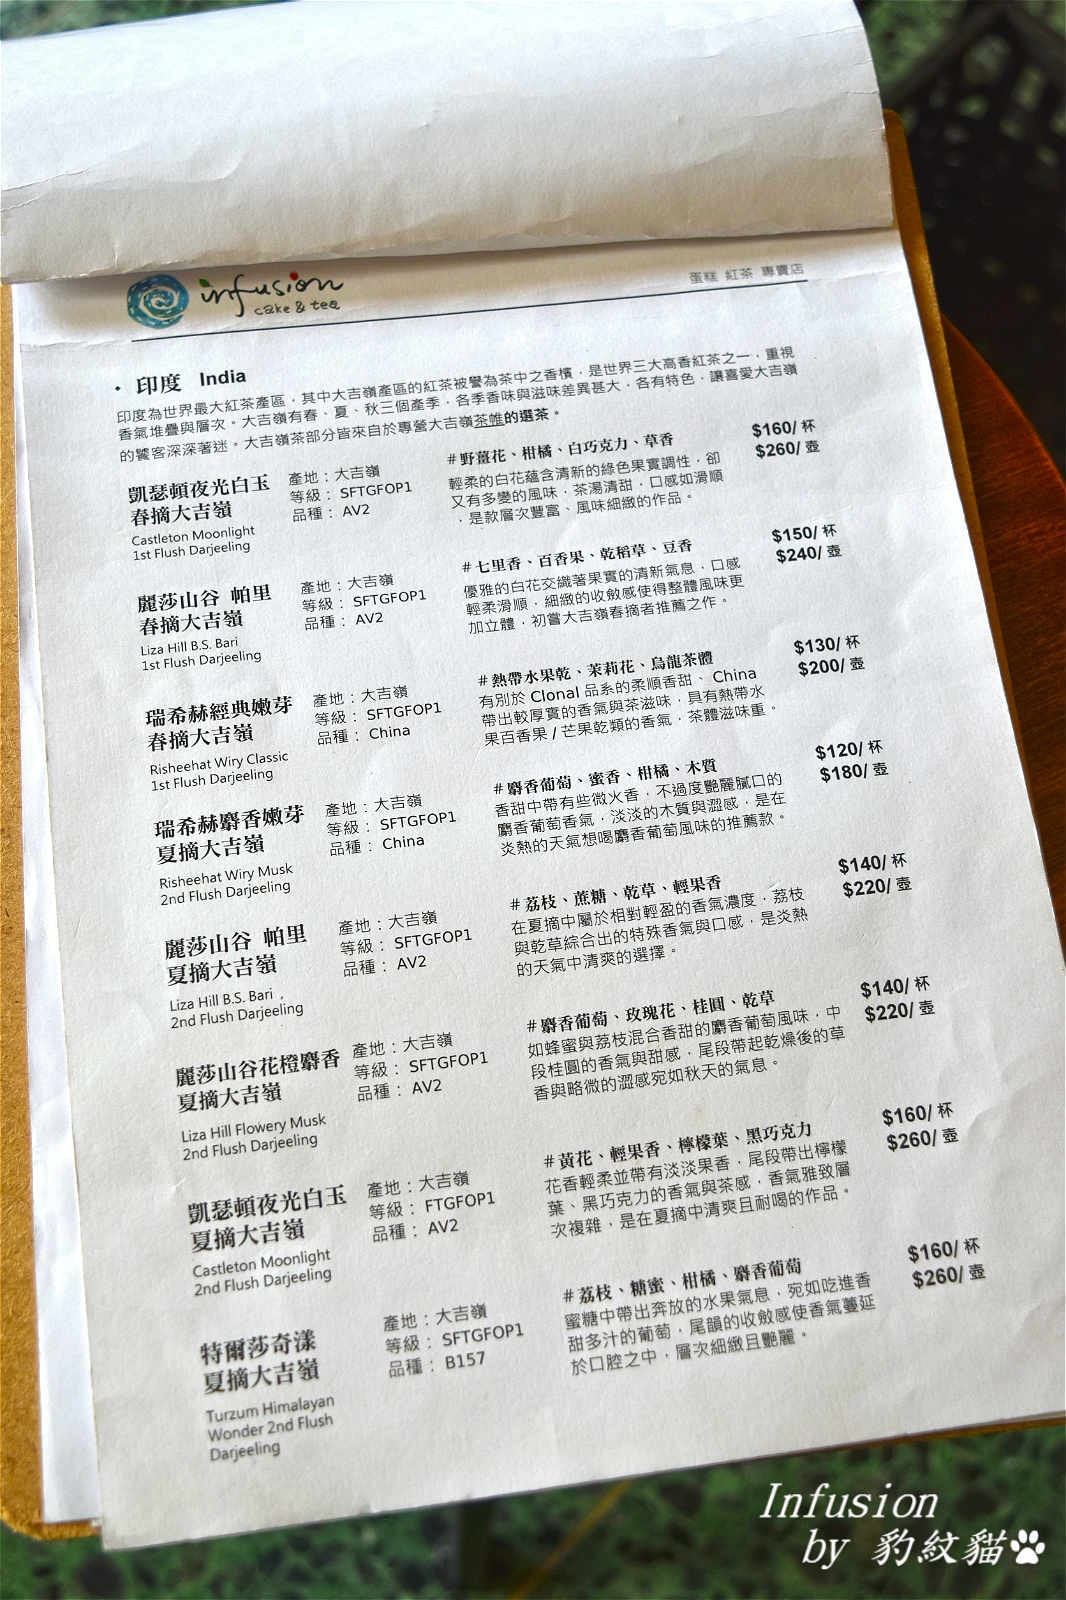 infusion
cake & tea
蛋糕 紅茶 專賣店
· 印度 India
印度為世界最大紅茶產區，其中大吉嶺產區的紅茶被譽為茶中之香檳，是世界三大高香紅茶之一，重視
香氣堆疊與層次。大吉嶺有春、夏、秋三個產季，各季香味與滋味差異甚大，各有特色，讓喜愛大吉嶺
的饕客深深著迷。大吉嶺茶部分皆來自於專營大吉嶺茶帷的選茶。
凱瑟頓夜光白玉
春摘大吉嶺
Castleton Moonlight
1st Flush Darjeeling
產地：大吉嶺
等級：SFTGFOP1
品種：AV2
#野薑花、柑橘、白巧克力、草香
輕柔的白花蘊含清新的綠色果實調性，卻
又有多變的風味，茶湯清甜，口感如滑順
，是款層次豐富、風味細緻的作品。
$160/ 杯
$260/ 壺
麗莎山谷 帕里
春摘大吉嶺
Liza Hill B.S. Bari
1st Flush Darjeeling
產地：大吉嶺
等級：SFTGFOP1
品種：AV2
#七里香、百香果、乾稻草、豆香
優雅的白花交織著果實的清新氣息，口感
輕柔滑順，細緻的收斂感使得整體風味更
加立體，初嘗大吉嶺春摘者推薦之作。
$150/ 杯
$240/ 壺
瑞希赫經典嫩芽
春摘大吉嶺
Risheehat Wiry Classic
1st Flush Darjeeling
產地：大吉嶺
等級：SFTGFOP1
品種：China
#熱帶水果乾、茉莉花、烏龍茶體
有別於 Clonal 品系的柔順香甜、 China
帶出較厚實的香氣與茶滋味，具有熱帶水
果百香果 / 芒果乾類的香氣，茶體滋味重。
$130/ 杯
$200/ 壺
瑞希赫麝香嫩芽
夏摘大吉嶺
Risheehat Wiry Musk
2nd Flush Darjeeling
產地：大吉嶺
等級：SFTGFOP1
品種：China
#麝香葡萄、蜜香、柑橘、木質
香甜中帶有些微火香，不過度艷麗膩口的
麝香葡萄香氣，淡淡的木質與澀感，是在
炎熱的天氣想喝麝香葡萄風味的推薦款。
$120/ 杯
$180/ 壺
麗莎山谷 帕里
夏摘大吉嶺
Liza Hill B.S. Bari ,
2nd Flush Darjeeling
產地：大吉嶺
等級：SFTGFOP1
品種：AV2
#荔枝、蔗糖、乾草、輕果香
在夏摘中屬於相對輕盈的香氣濃度，荔枝
與乾草綜合出的特殊香氣與口感，是炎熱
的天氣中清爽的選擇。
$140/ 杯
$220/ 壺
麗莎山谷花橙麝香
夏摘大吉嶺
Liza Hill Flowery Musk
2nd Flush Darjeeling
產地：大吉嶺
等級：SFTGFOP1
品種：AV2
#麝香葡萄、玫瑰花、桂圓、乾草
如蜂蜜與荔枝混合香甜的麝香葡萄風味，中
段桂圓的香氣與甜感，尾段帶起乾燥後的草
香與略微的澀感宛如秋天的氣息。
$140/ 杯
$220/ 壺
凱瑟頓夜光白玉
夏摘大吉嶺
Castleton Moonlight
2nd Flush Darjeeling
產地：大吉嶺
等級：FTGFOP1
品種：AV2
#黃花、輕果香、檸檬葉、黑巧克力
花香輕柔並帶有淡淡果香，尾段帶出檸檬
葉、黑巧克力的香氣與茶感，香氣雅致層
次複雜，是在夏摘中清爽且耐喝的作品。
$160/ 杯
$260/ 壺
特爾莎奇漾
夏摘大吉嶺
Turzum Himalayan
Wonder 2nd Flush
Darjeeling
產地：大吉嶺
等級：SFTGFOP1
品種：B157
#荔枝、糖蜜、柑橘、麝香葡萄
蜜糖中帶出奔放的水果氣息，宛如吃進香
甜多汁的葡萄，尾韻的收斂感使香氣蔓延
於口腔之中，層次細緻且艷麗。
$160/ 杯
$260/ 壺
Infusion
by 豹紋貓